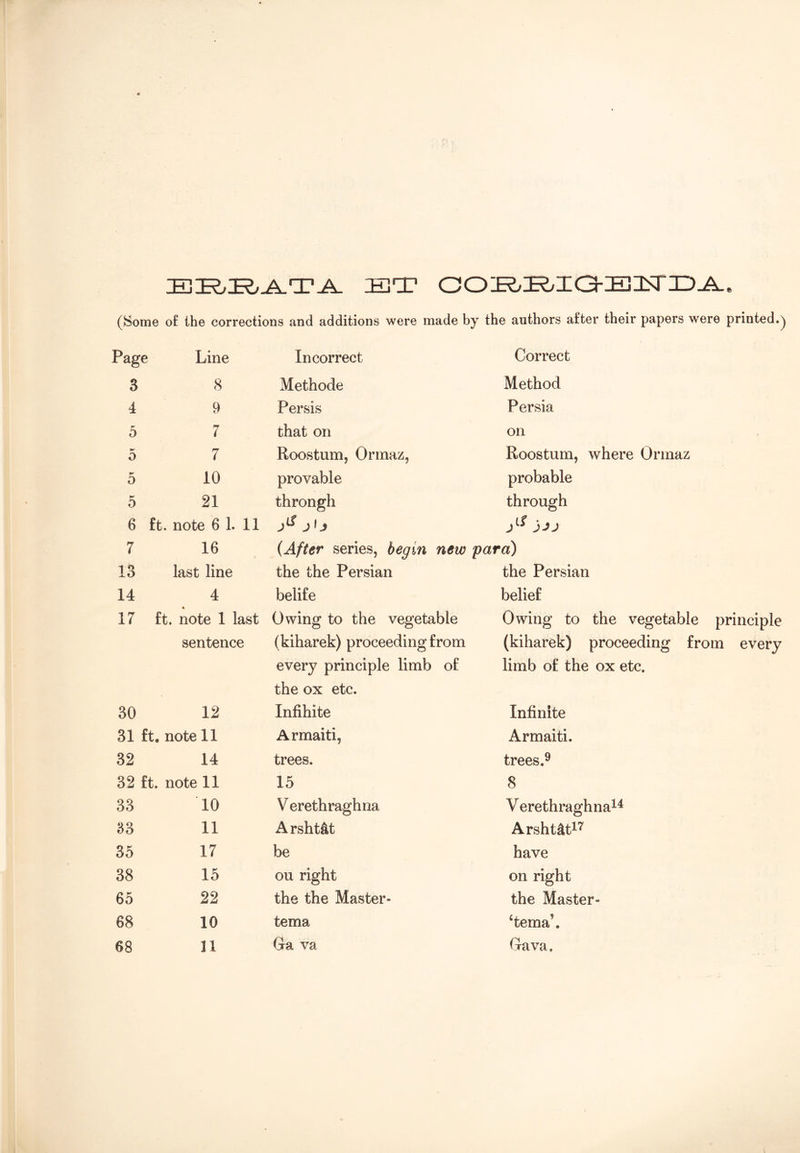 ERRATA ET CORRIGENDA.
(Some of the corrections and additions were made by the authors after their papers were printed.)
Page Line Incorrect Correct
3 8 Methode Method
4 9 Persis Persia
5 7 that on on
5 7 Roostum, Ormaz, Roostum, where Ormaz
5 10 provable probable
5 21 throngh through
6 ft. note 6 l. 11
7 16 (After series, begin new para)
13 last line the the Persian the Persian
14 4 belife belief
17 ft. note 1 last Owing to the vegetable Owing to the vegetable principle
sentence (kiharek) proceeding from (kiharek) proceeding from every
every principle limb of limb of the ox etc.
the ox etc.
30 12 Infihite Infinite
31 ft. note 11 Armaiti, Armaiti.
32 14 trees. trees.⁹
32 ft. note 11 15 8
33 10 Verethraghna Verethraghna¹⁴
33 11 Arshtât Arshtât¹⁷
35 17 be have
38 15 ou right on right
65 22 the the Master- the Master-
68 10 tema ‘tema’.
68 11 Ga va Gava.